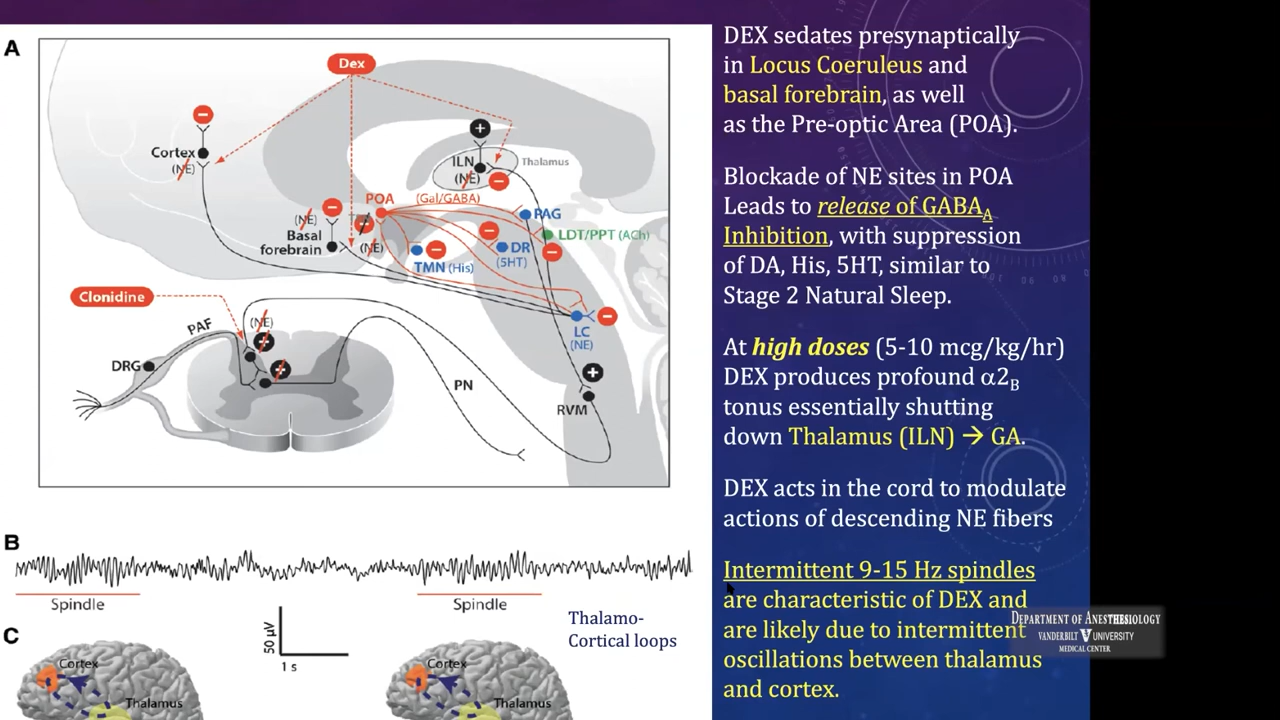 A
Dex
Cortex
(NE)
ILN
(NE)
Thalamus
POA
(Gal/GABA)
(NE)
Basal
forebrain
(NE)
PAG
LDT/PPT (ACh)
DR
(5HT)
TMN (His)
LC
(NE)
Clonidine
PAF
(NE)
DRG
PN
RVM
B
Spindle
Spindle
50 µV
1 s
Thalamo-
Cortical loops
C
Cortex
Thalamus
Cortex
Thalamus
DEX sedates presynaptically
in Locus Coeruleus and
basal forebrain, as well
as the Pre-optic Area (POA).
Blockade of NE sites in POA
Leads to release of GABAA
Inhibition, with suppression
of DA, His, 5HT, similar to
Stage 2 Natural Sleep.
At high doses (5-10 mcg/kg/hr)
DEX produces profound α2B
tonus essentially shutting
down Thalamus (ILN) → GA.
DEX acts in the cord to modulate
actions of descending NE fibers
Intermittent 9-15 Hz spindles
are characteristic of DEX and
are likely due to intermittent
oscillations between thalamus
and cortex.
DEPARTMENT OF ANESTHESIOLOGY
VANDERBILT V UNIVERSITY
MEDICAL CENTER